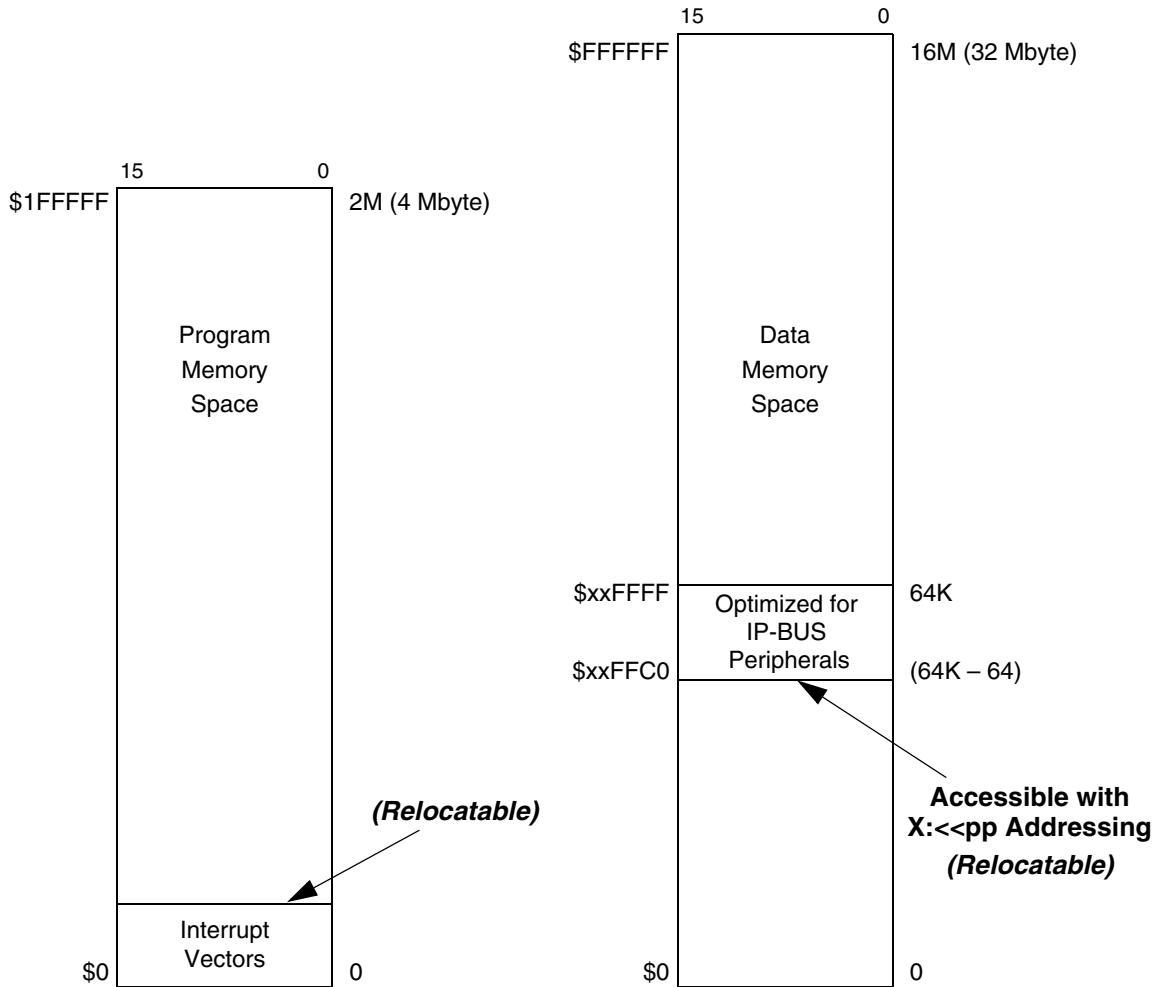 15 0
$1FFFFF
2M (4 Mbyte)
Program
Memory
Space
(Relocatable)
Interrupt
Vectors
$0
0
15 0
$FFFFFF
16M (32 Mbyte)
Data
Memory
Space
$xxFFFF
64K
Optimized for
IP-BUS
Peripherals
$xxFFC0
(64K – 64)
Accessible with
X:<<pp Addressing
(Relocatable)
$0
0